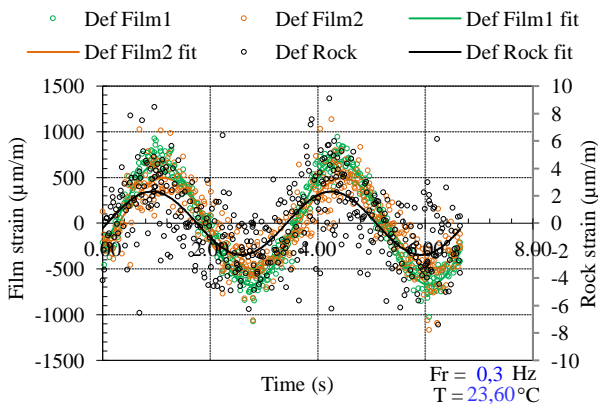 Def Film1 Def Film2 Def Film1 fit
Def Film2 fit Def Rock Def Rock fit
1500 10
1000 8
500 6
0 4
-500 2
-1000 0
-1500 -2
-4
-6
-8
-10
0.00 2.00 4.00 6.00 8.00
Film strain (µm/m)
Rock strain (µm/m)
Time (s)
Fr = 0,3 Hz
T = 23,60 °C